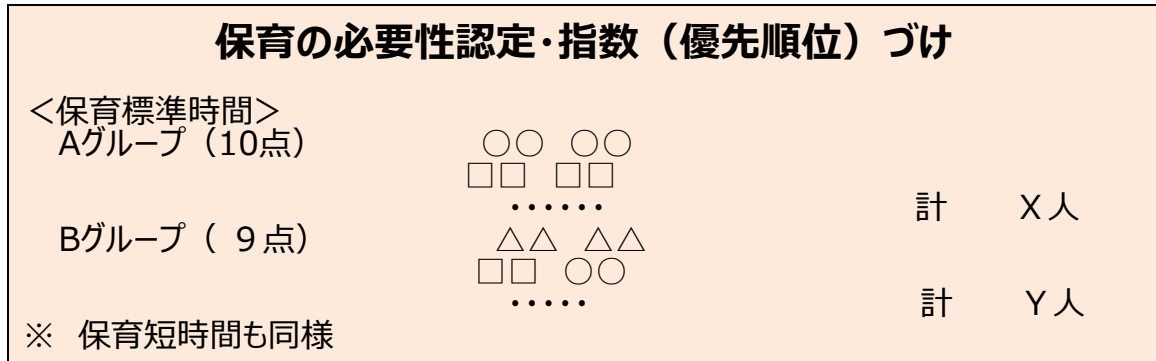 保育の必要性認定・指数（優先順位）づけ
＜保育標準時間＞
Aグループ（10点） ○○ ○○
□□ □□
・・・・・・
計 X人
Bグループ（ 9点） △△ △△
□□ ○○
・・・・・
計 Y人
※ 保育短時間も同様